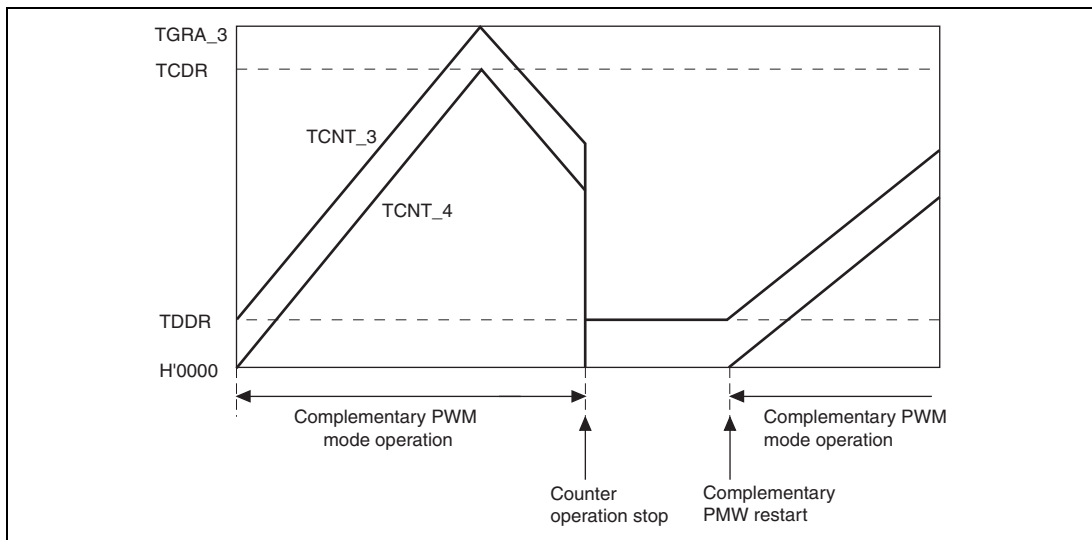 TGRA_3
TCDR
TCNT_3
TCNT_4
TDDR
H'0000
Complementary PWM
mode operation
Complementary PWM
mode operation
Counter
operation stop
Complementary
PMW restart